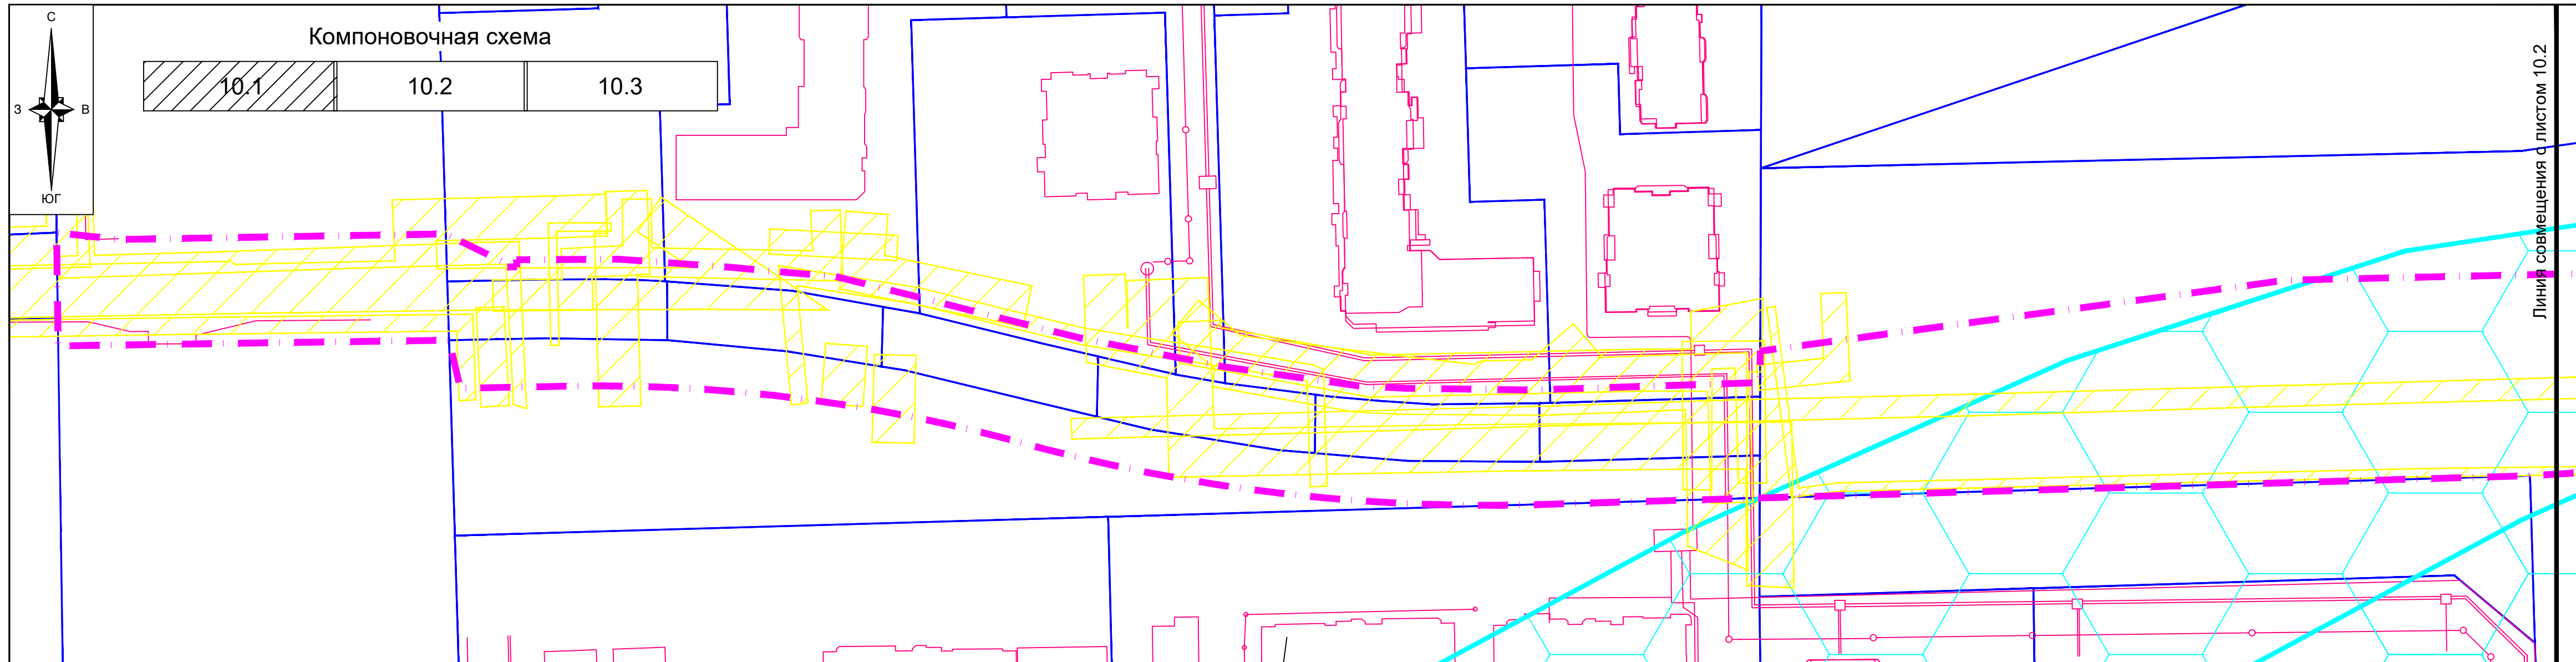 С
З
В
ЮГ
Компоновочная схема
10.1
10.2
10.3
Линия совмещения с листом 10.2